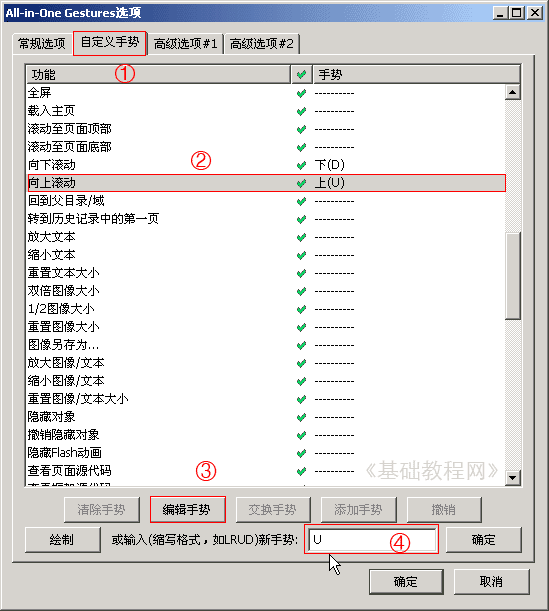 All-in-One Gestures选项
常规选项 自定义手势 高级选项#1 高级选项#2
功能 ① 手势
全屏 ----------
载入主页 ----------
滚动至页面顶部 ----------
滚动至页面底部 ----------
向下滚动 ② 下(D)
向上滚动 上(U)
回到父目录/域 ----------
转到历史记录中的第一页 ----------
放大文本 ----------
缩小文本 ----------
重置文本大小 ----------
双倍图像大小 ----------
1/2图像大小 ----------
重置图像大小 ----------
图像另存为... ----------
放大图像/文本 ----------
缩小图像/文本 ----------
重置图像/文本大小 ----------
隐藏对象 ----------
撤销隐藏对象 ----------
隐藏Flash动画 ----------
查看页面源代码 ③ ----------
《基础教程网》
清除手势 编辑手势 交换手势 添加手势 撤销
绘制 或输入(缩写格式，如LRUD)新手势: U ④ 确定
确定 取消